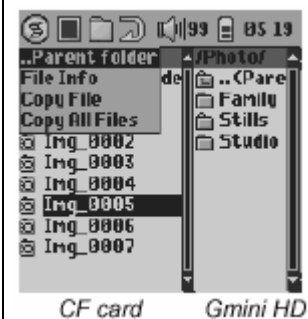 99 05 19
..Parent folder
File Info
Copy File
Copy All Files
de
Img_0002
Img_0003
Img_0004
Img_0005
Img_0006
Img_0007
/Photo/
..(Pare
Family
Stills
Studio
CF card
Gmini HD